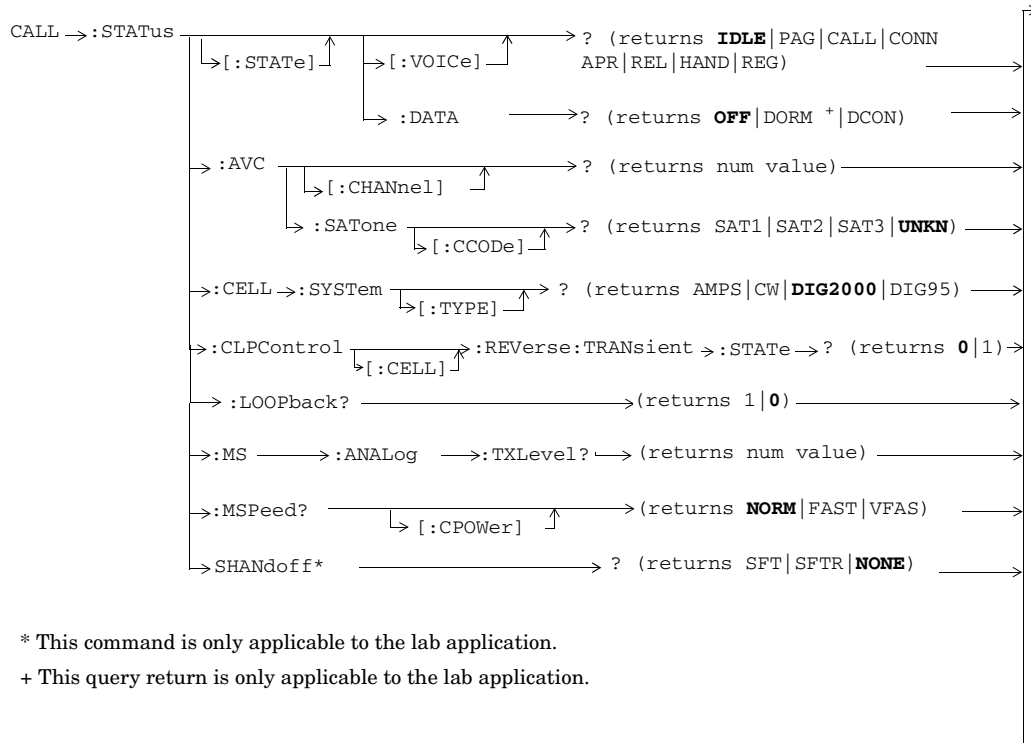 CALL :STATus ? (returns IDLE|PAG|CALL|CONN
[:STATe] [:VOICe] APR|REL|HAND|REG)
:DATA ? (returns OFF|DORM +|DCON)
:AVC ? (returns num value)
[:CHANnel]
:SATone ? (returns SAT1|SAT2|SAT3|UNKN)
[:CCODe]
:CELL :SYSTem ? (returns AMPS|CW|DIG2000|DIG95)
[:TYPE]
:CLPControl :REVerse:TRANsient :STATe ? (returns 0|1)
[:CELL]
:LOOPback? (returns 1|0)
:MS :ANALog :TXLevel? (returns num value)
:MSPeed? (returns NORM|FAST|VFAS)
[:CPOWer]
SHANdoff* ? (returns SFT|SFTR|NONE)
* This command is only applicable to the lab application.
+ This query return is only applicable to the lab application.